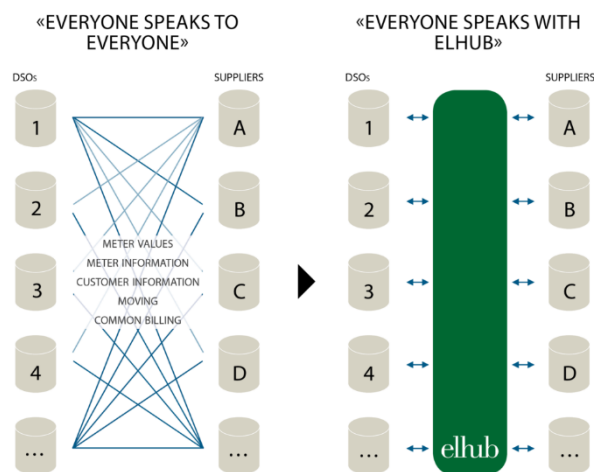 «EVERYONE SPEAKS TO
EVERYONE»
DSOs
SUPPLIERS
1
A
2
B
METER VALUES
METER INFORMATION
3
CUSTOMER INFORMATION
C
MOVING
COMMON BILLING
4
D
...
...
«EVERYONE SPEAKS WITH
ELHUB»
DSOs
SUPPLIERS
1
A
2
B
3
C
4
D
...
elhub
...